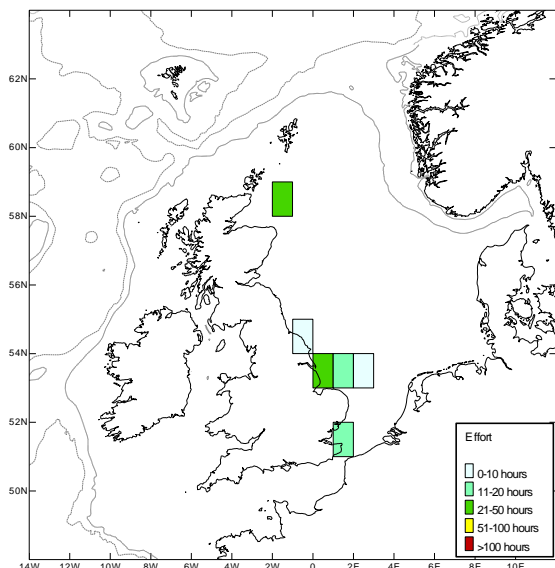 62N
60N
58N
56N
54N
52N
50N
Effort
0-10 hours
11-20 hours
21-50 hours
51-100 hours
>100 hours
14W 12W 10W 8W 6W 4W 2W 0 2E 4E 6E 8E 10E